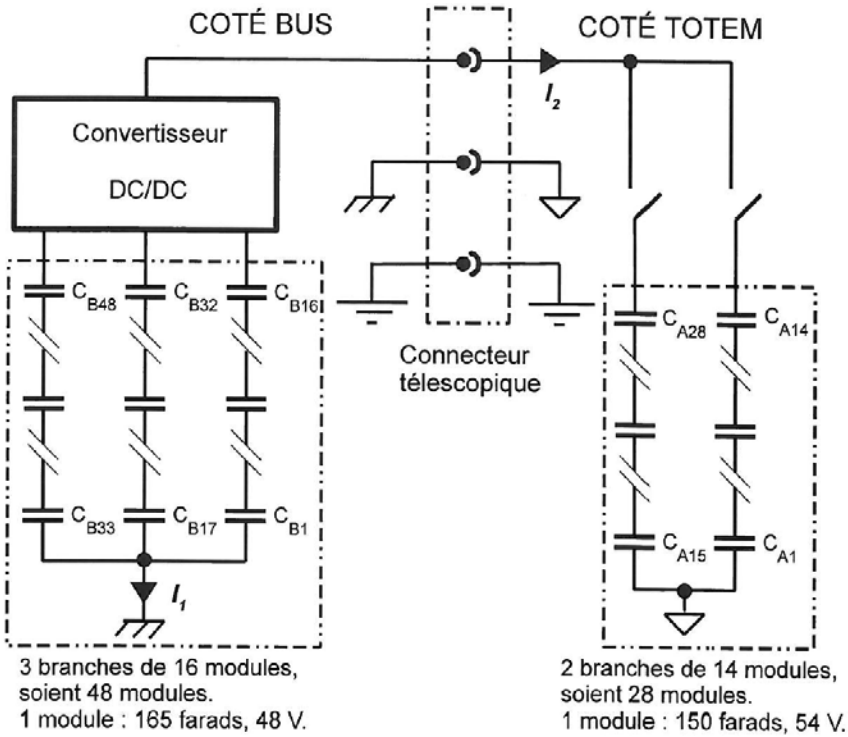 COTÉ BUS
COTÉ TOTEM
I2
Convertisseur
DC/DC
CB48
CB32
CB16
CA28
CA14
Connecteur
télescopique
CB33
CB17
CB1
CA15
CA1
I1
3 branches de 16 modules,
soient 48 modules.
1 module : 165 farads, 48 V.
2 branches de 14 modules,
soient 28 modules.
1 module : 150 farads, 54 V.